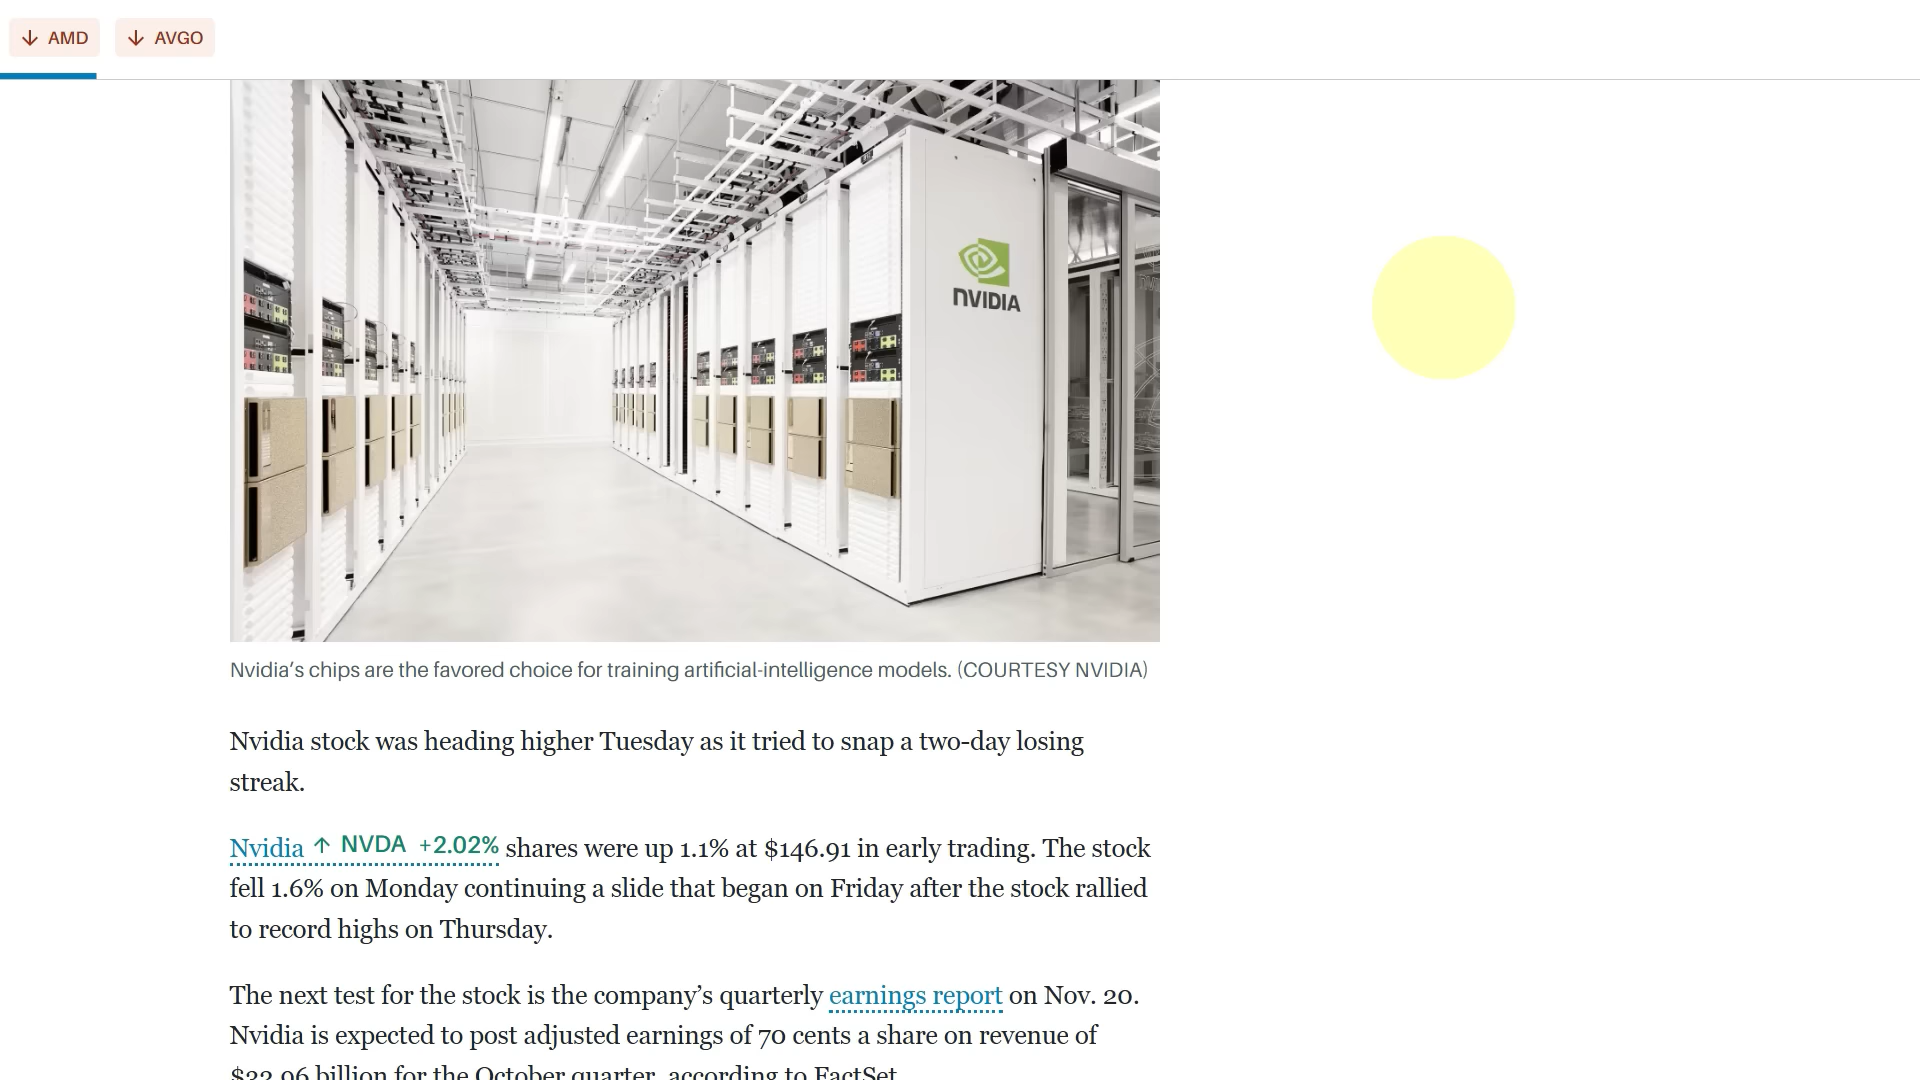 ↓ AMD ↓ AVGO
NVIDIA
Nvidia’s chips are the favored choice for training artificial-intelligence models. (COURTESY NVIDIA)
Nvidia stock was heading higher Tuesday as it tried to snap a two-day losing
streak.
Nvidia ↑ NVDA +2.02% shares were up 1.1% at $146.91 in early trading. The stock
fell 1.6% on Monday continuing a slide that began on Friday after the stock rallied
to record highs on Thursday.
The next test for the stock is the company’s quarterly earnings report on Nov. 20.
Nvidia is expected to post adjusted earnings of 70 cents a share on revenue of
billion for the October quarter, according to FactSet.